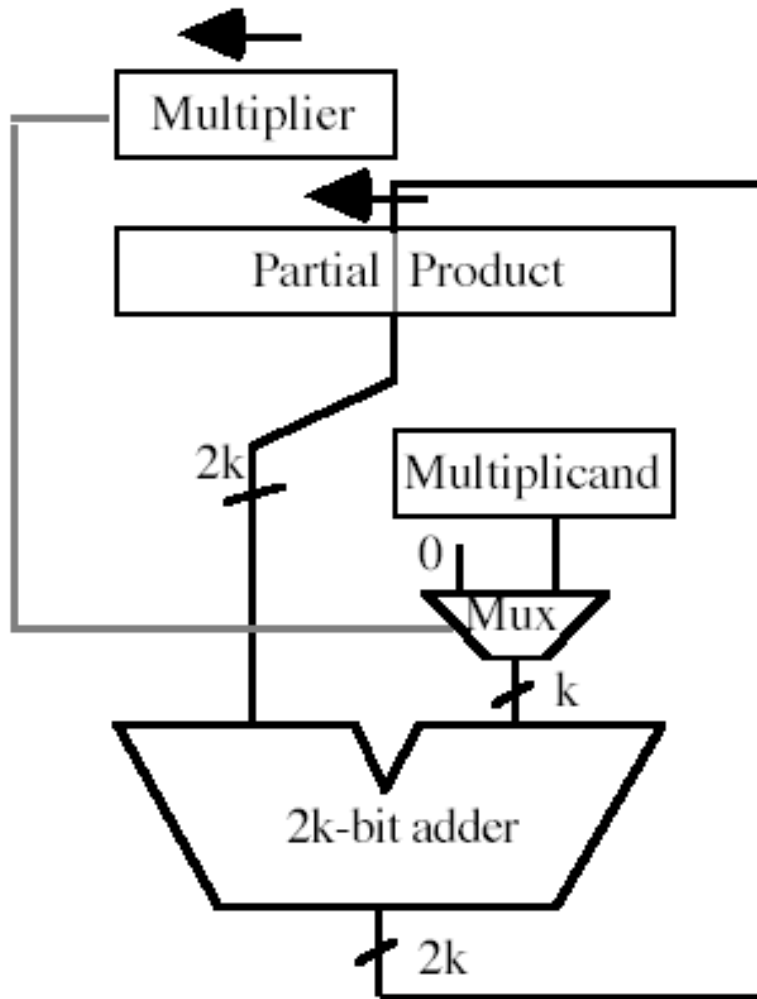 Multiplier
Partial Product
2k
Multiplicand
0
Mux
k
2k-bit adder
2k